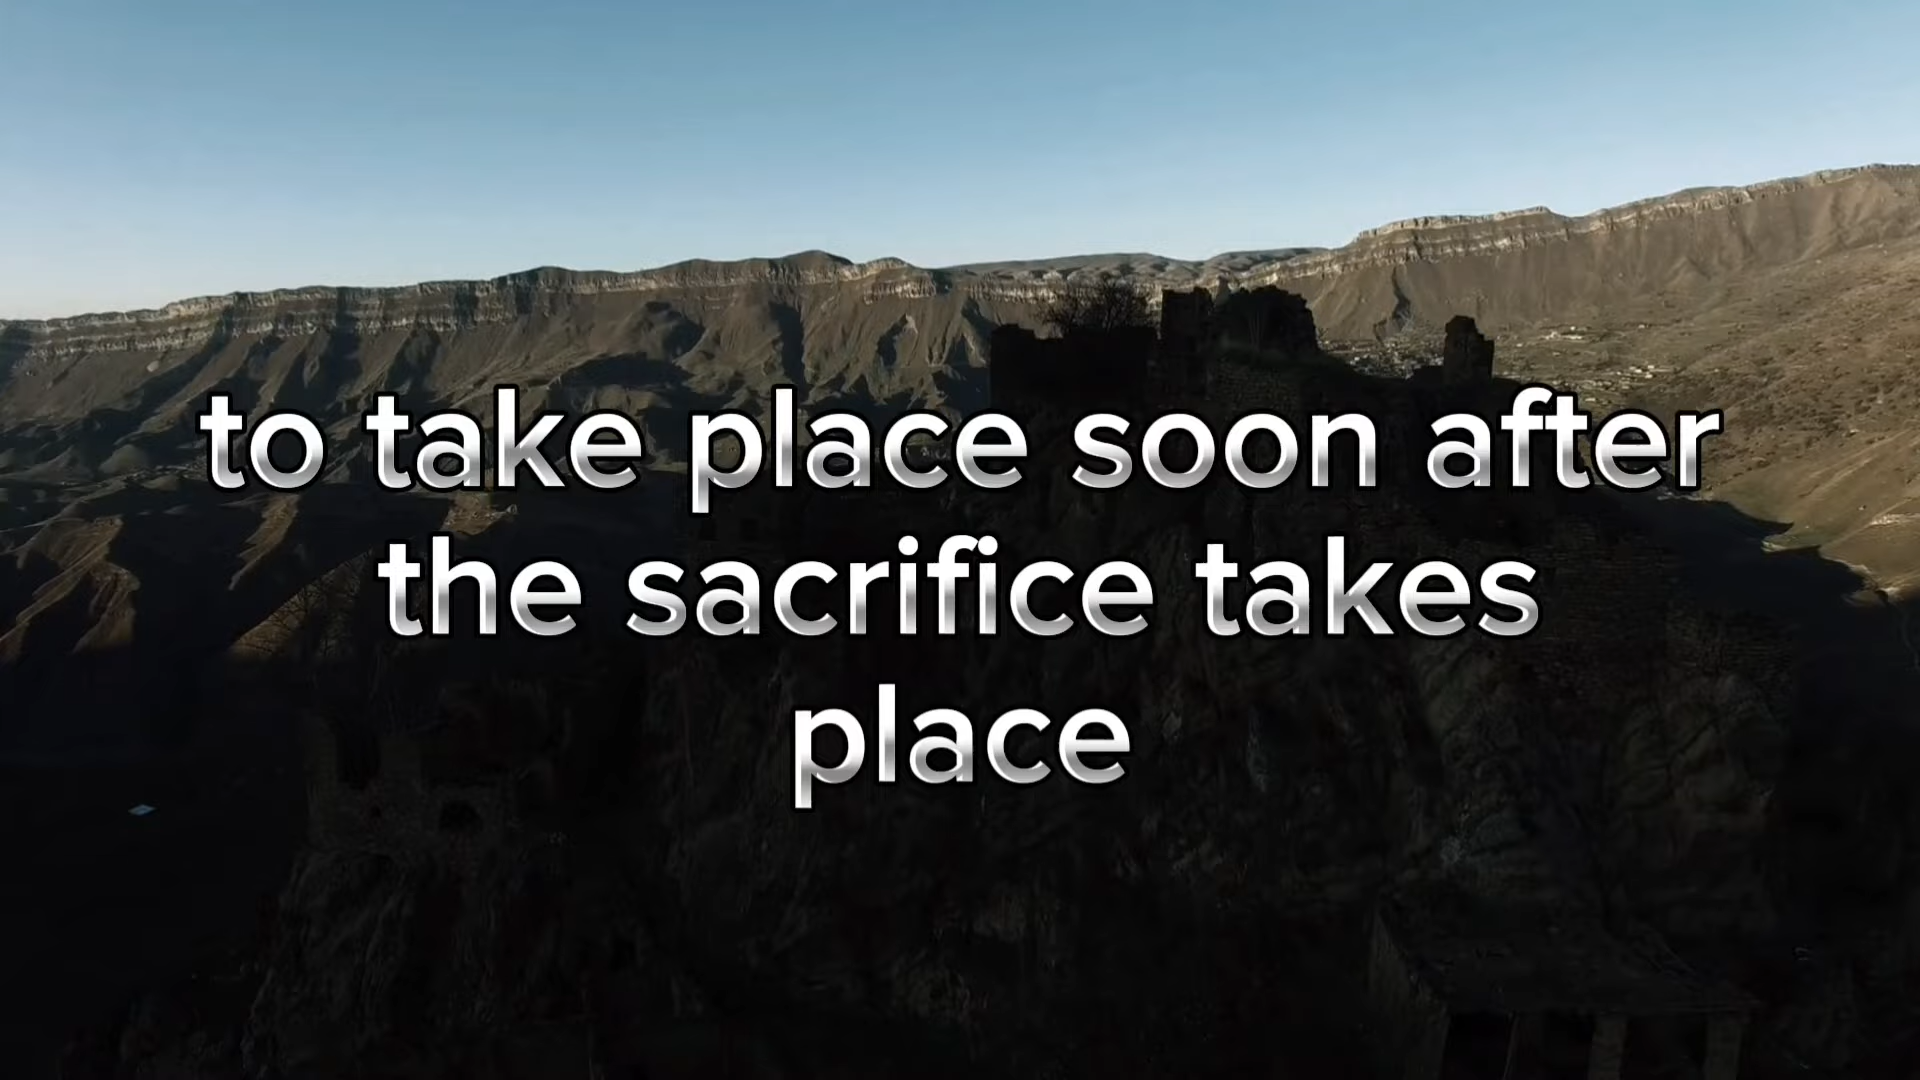 to take place soon after
the sacrifice takes
place